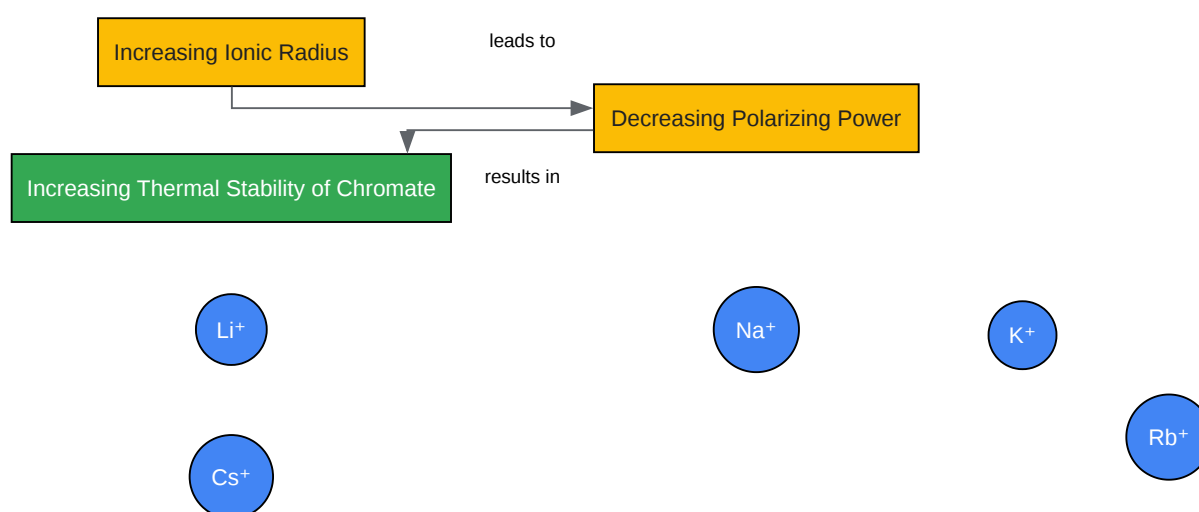 Increasing Ionic Radius
leads to
Decreasing Polarizing Power
Increasing Thermal Stability of Chromate
results in
Li⁺
Na⁺
K⁺
Rb⁺
Cs⁺